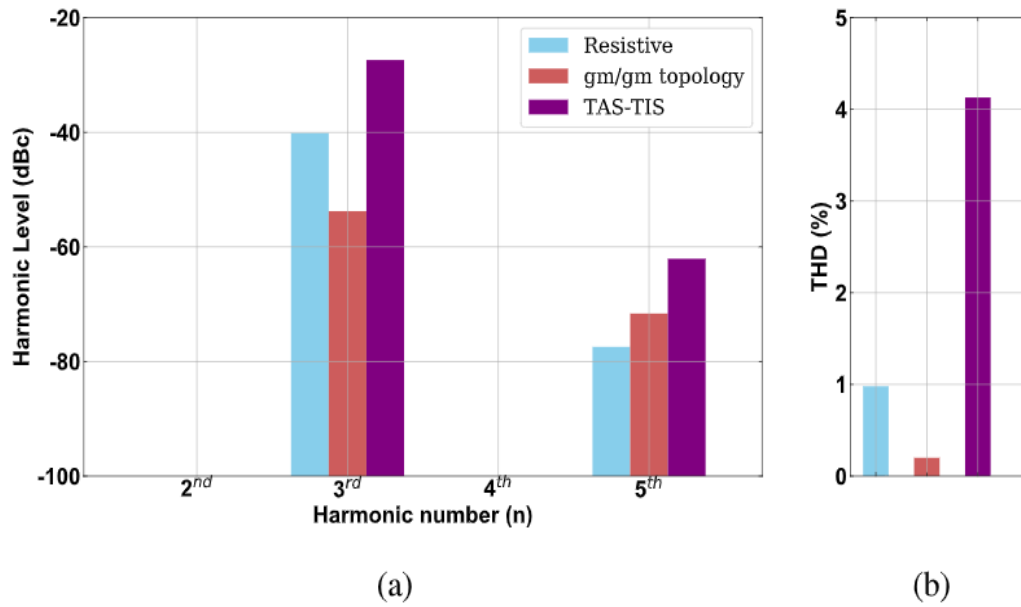 -20
-40
-60
-80
-100
Harmonic Level (dBc)
Resistive
gm/gm topology
TAS-TIS
2nd 3rd 4th 5th
Harmonic number (n)
(a)
5
4
3
2
1
0
THD (%)
(b)